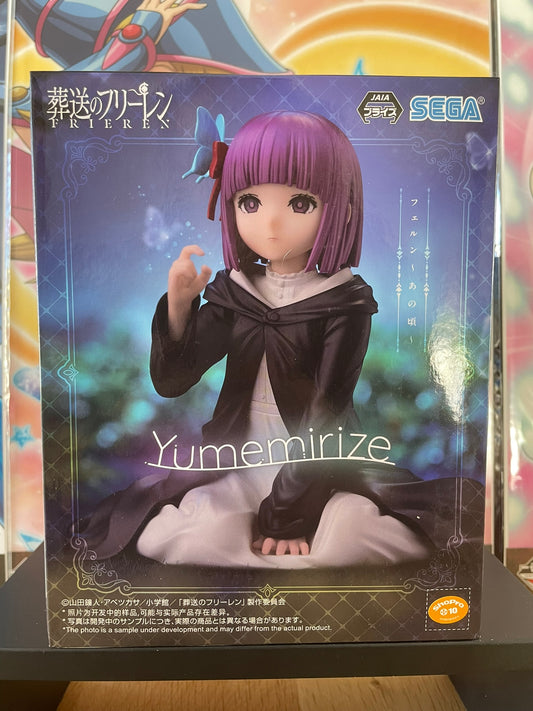 葬送のフリーレン
FRIEREN
JAIA
プライズ
SEGA®
フェルン～あの頃～
Yumemirize
©山田鐘人・アベツカサ／小学館／「葬送のフリーレン」製作委員会
* 照片为开发中的样品,可能与实际产品存在差异。
* 写真は開発中のサンプルにつき、実際の商品とは異なる場合があります。
*The photo is a sample under development and may differ from the actual product.
ShoPro
10